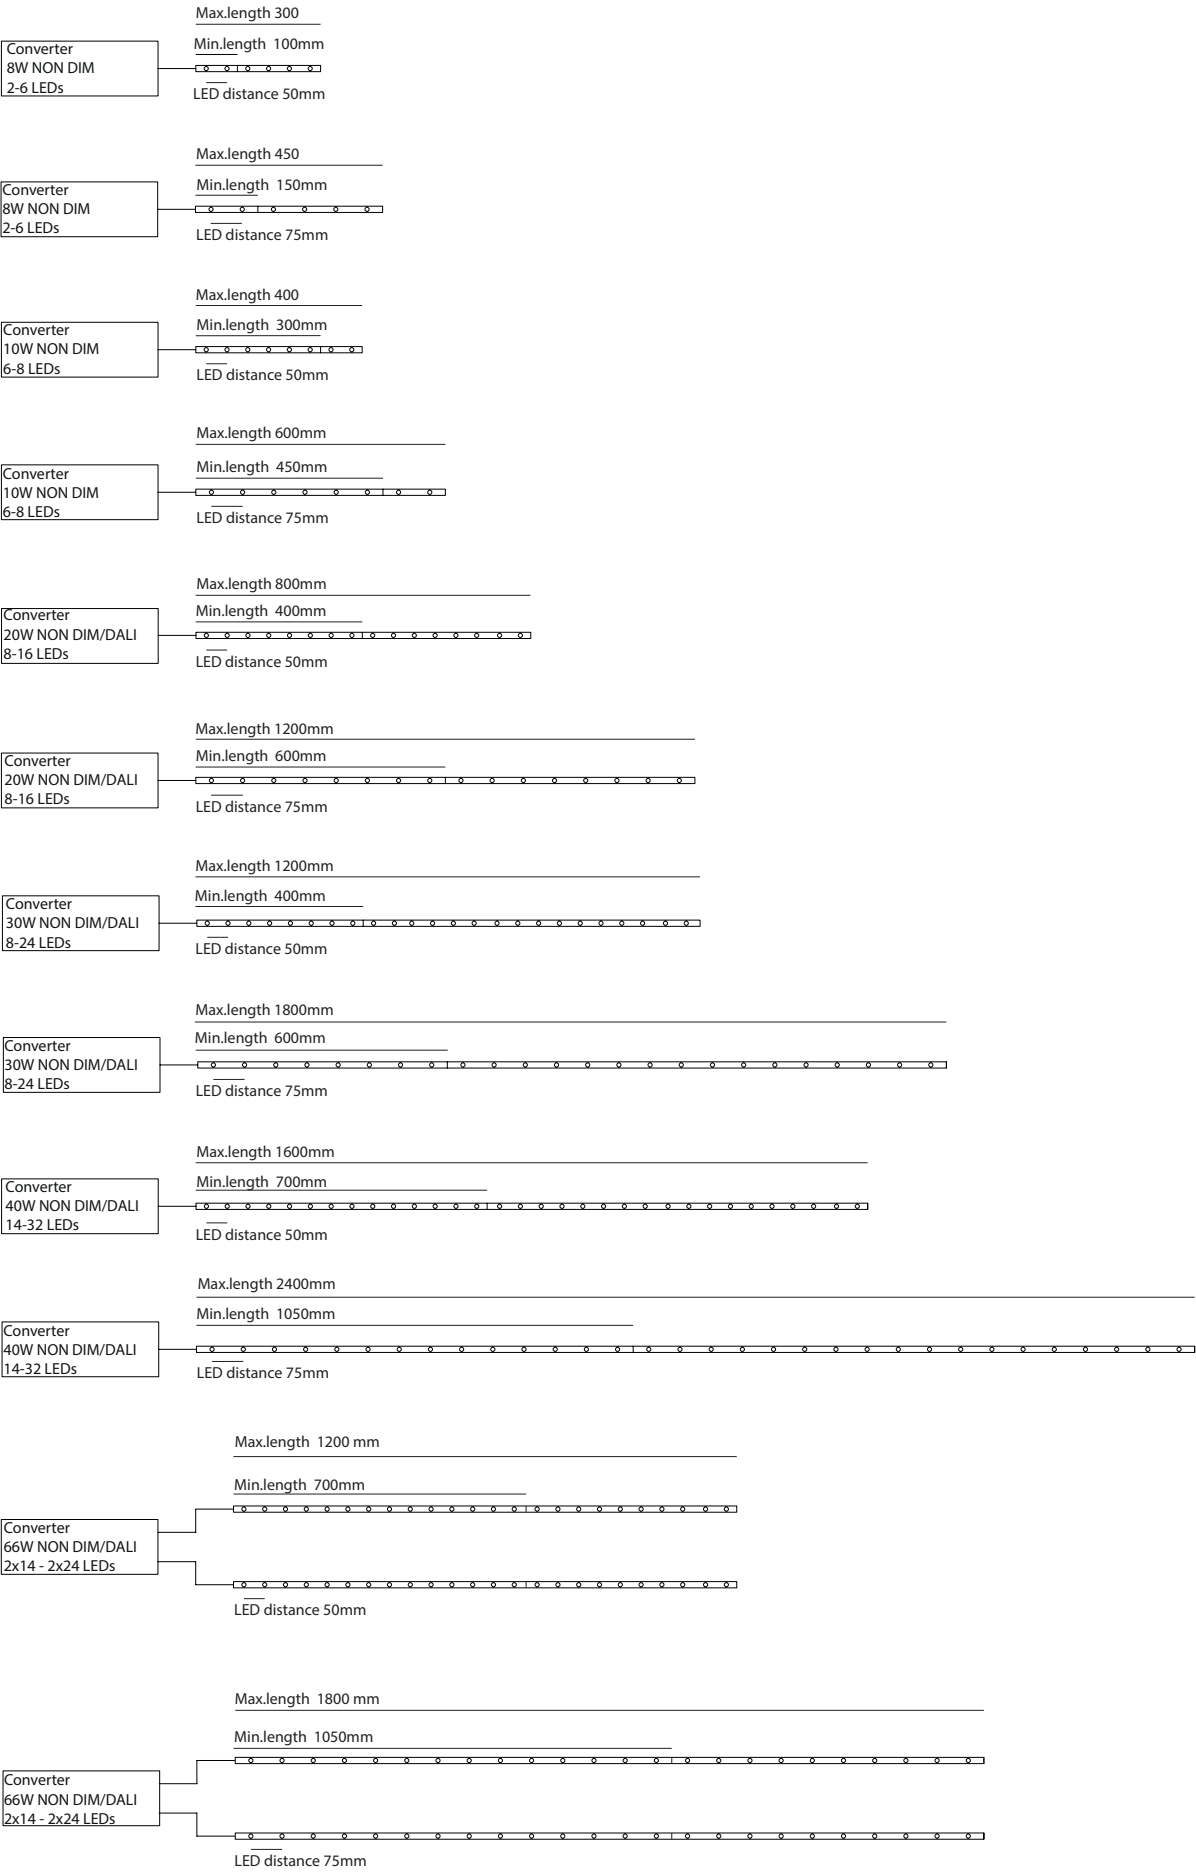 Max.length 300
Min.length 100mm
Converter
8W NON DIM
2-6 LEDs
LED distance 50mm
Max.length 450
Min.length 150mm
Converter
8W NON DIM
2-6 LEDs
LED distance 75mm
Max.length 400
Min.length 300mm
Converter
10W NON DIM
6-8 LEDs
LED distance 50mm
Max.length 600mm
Min.length 450mm
Converter
10W NON DIM
6-8 LEDs
LED distance 75mm
Max.length 800mm
Min.length 400mm
Converter
20W NON DIM/DALI
8-16 LEDs
LED distance 50mm
Max.length 1200mm
Min.length 600mm
Converter
20W NON DIM/DALI
8-16 LEDs
LED distance 75mm
Max.length 1200mm
Min.length 400mm
Converter
30W NON DIM/DALI
8-24 LEDs
LED distance 50mm
Max.length 1800mm
Min.length 600mm
Converter
30W NON DIM/DALI
8-24 LEDs
LED distance 75mm
Max.length 1600mm
Min.length 700mm
Converter
40W NON DIM/DALI
14-32 LEDs
LED distance 50mm
Max.length 2400mm
Min.length 1050mm
Converter
40W NON DIM/DALI
14-32 LEDs
LED distance 75mm
Max.length 1200 mm
Min.length 700mm
Converter
66W NON DIM/DALI
2x14 - 2x24 LEDs
LED distance 50mm
Max.length 1800 mm
Min.length 1050mm
Converter
66W NON DIM/DALI
2x14 - 2x24 LEDs
LED distance 75mm